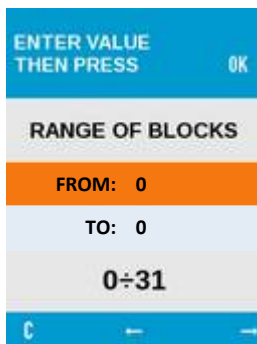 ENTER VALUE
THEN PRESS OK
RANGE OF BLOCKS
FROM: 0
TO: 0
0÷31
C ← →